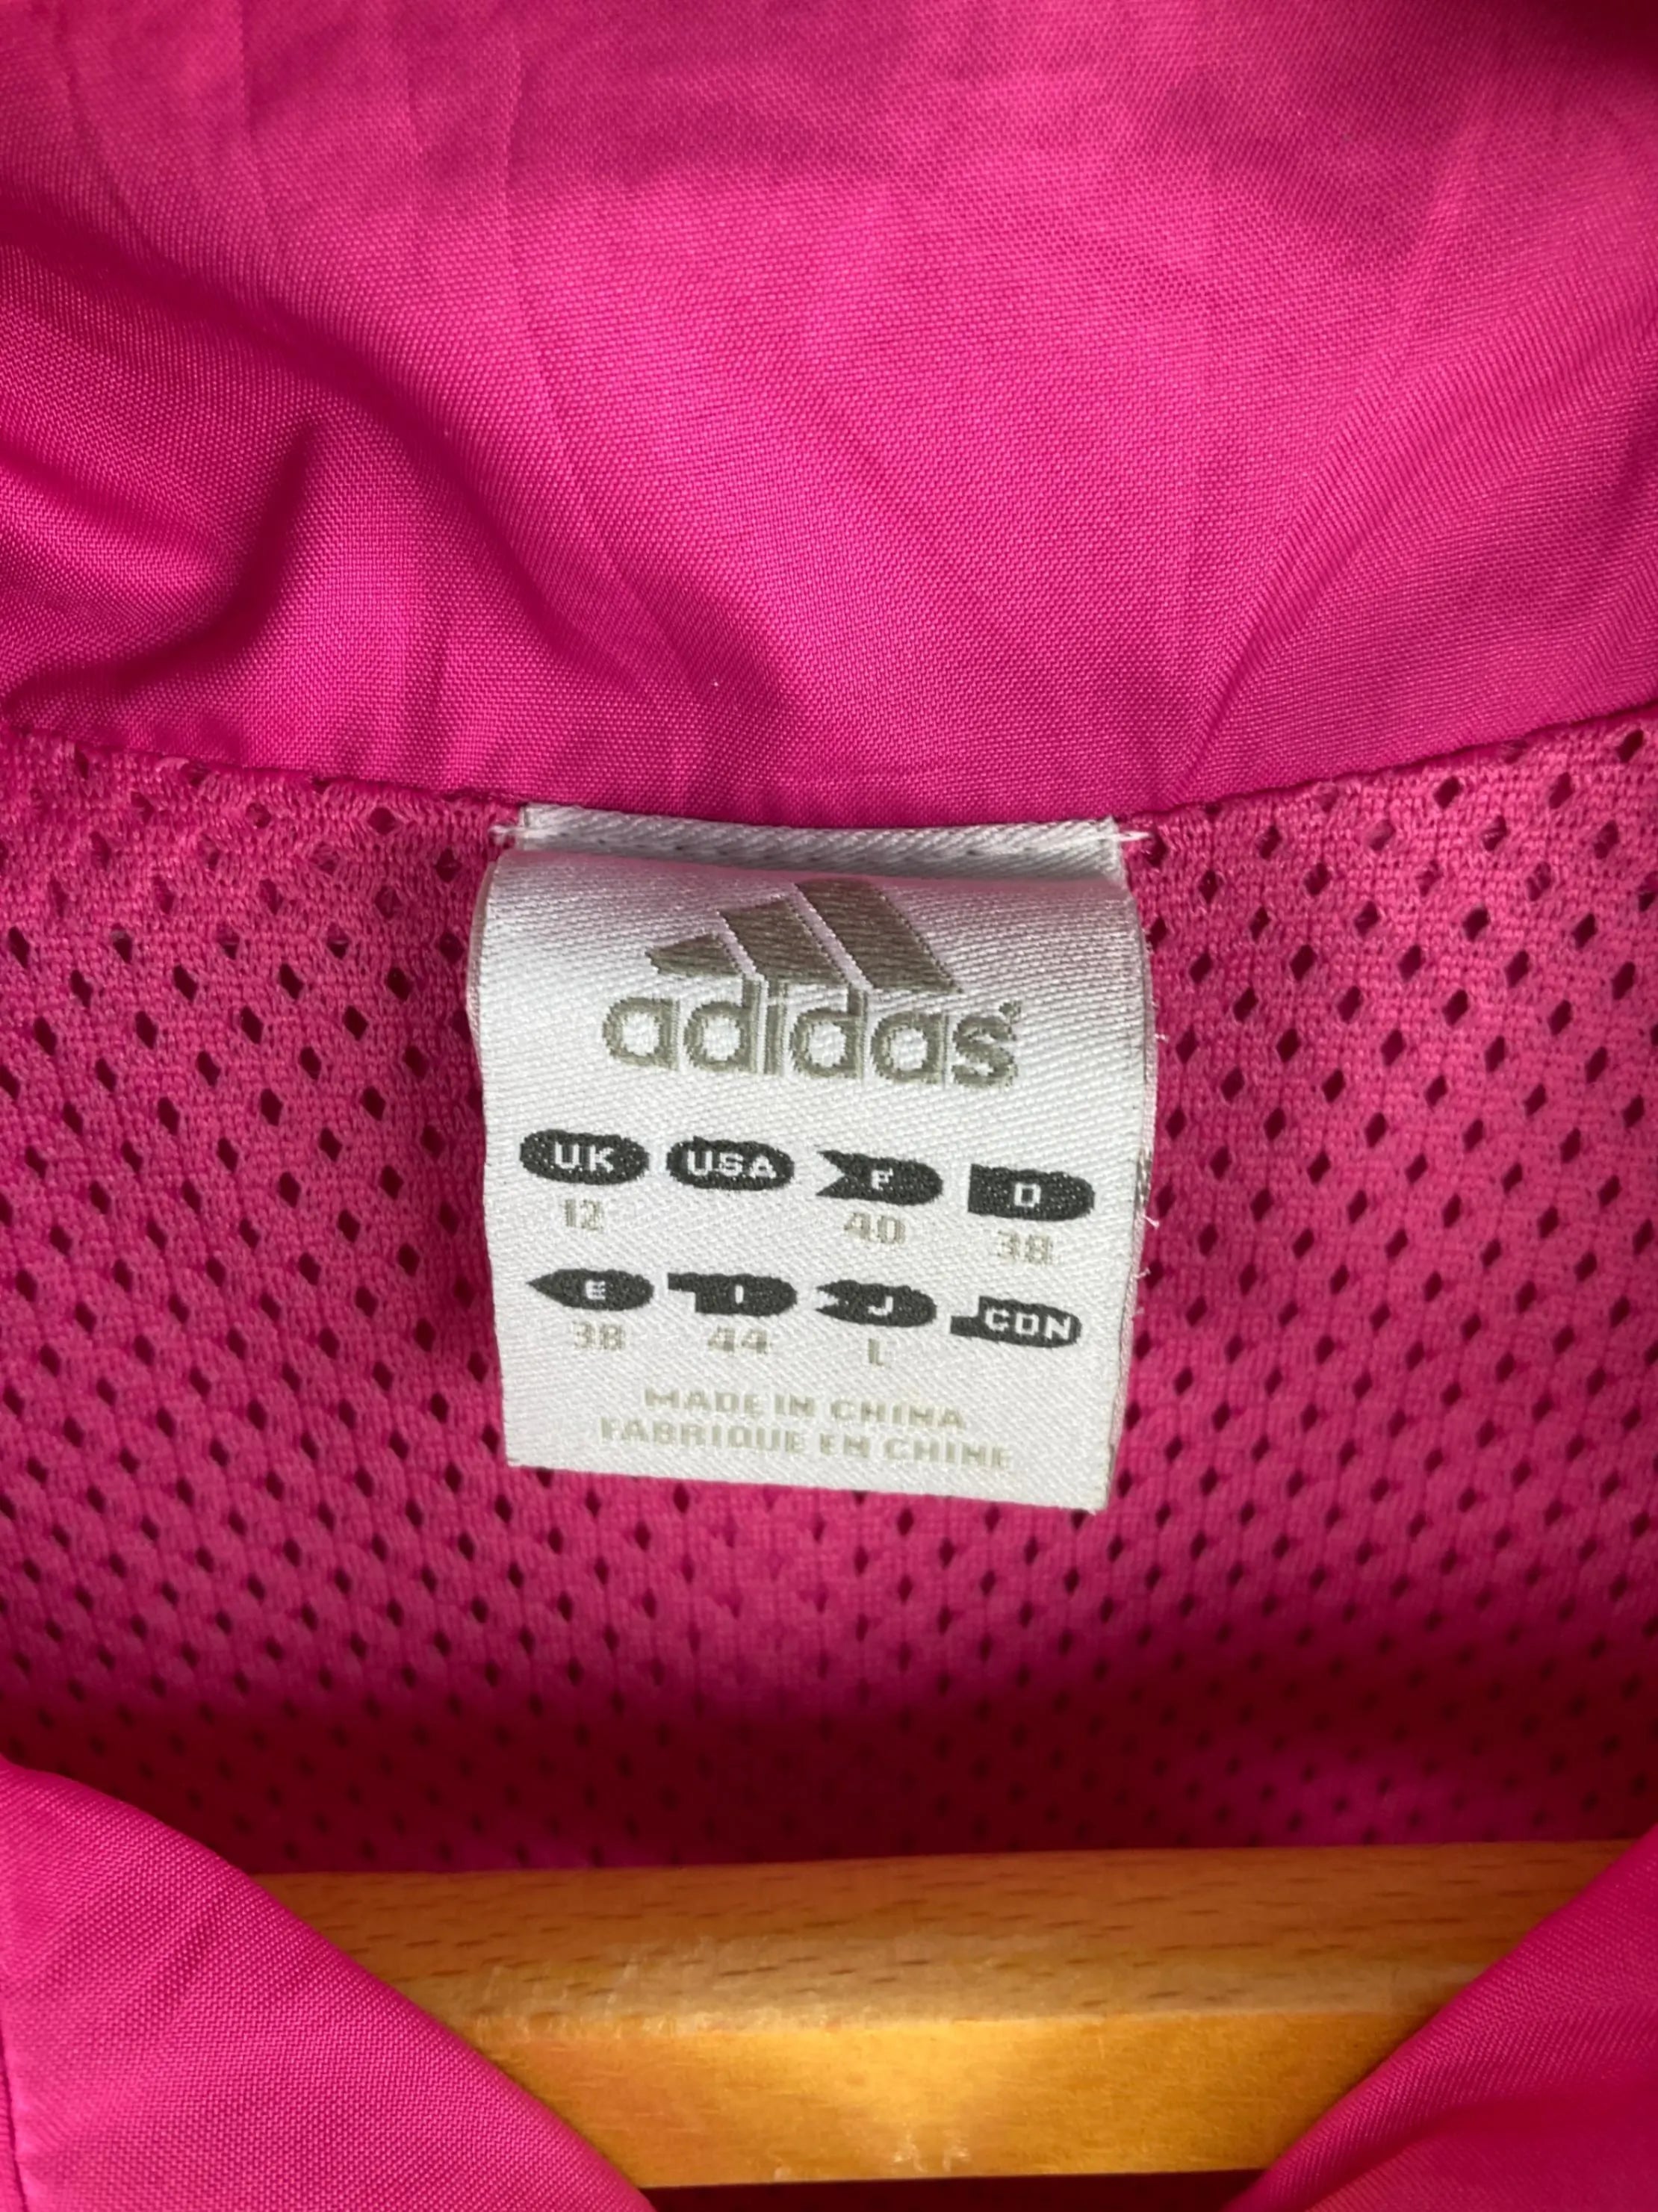 adidas
UK USA F D
12 40 38
E I J CDN
38 44 L
MADE IN CHINA
FABRIQUE EN CHINE